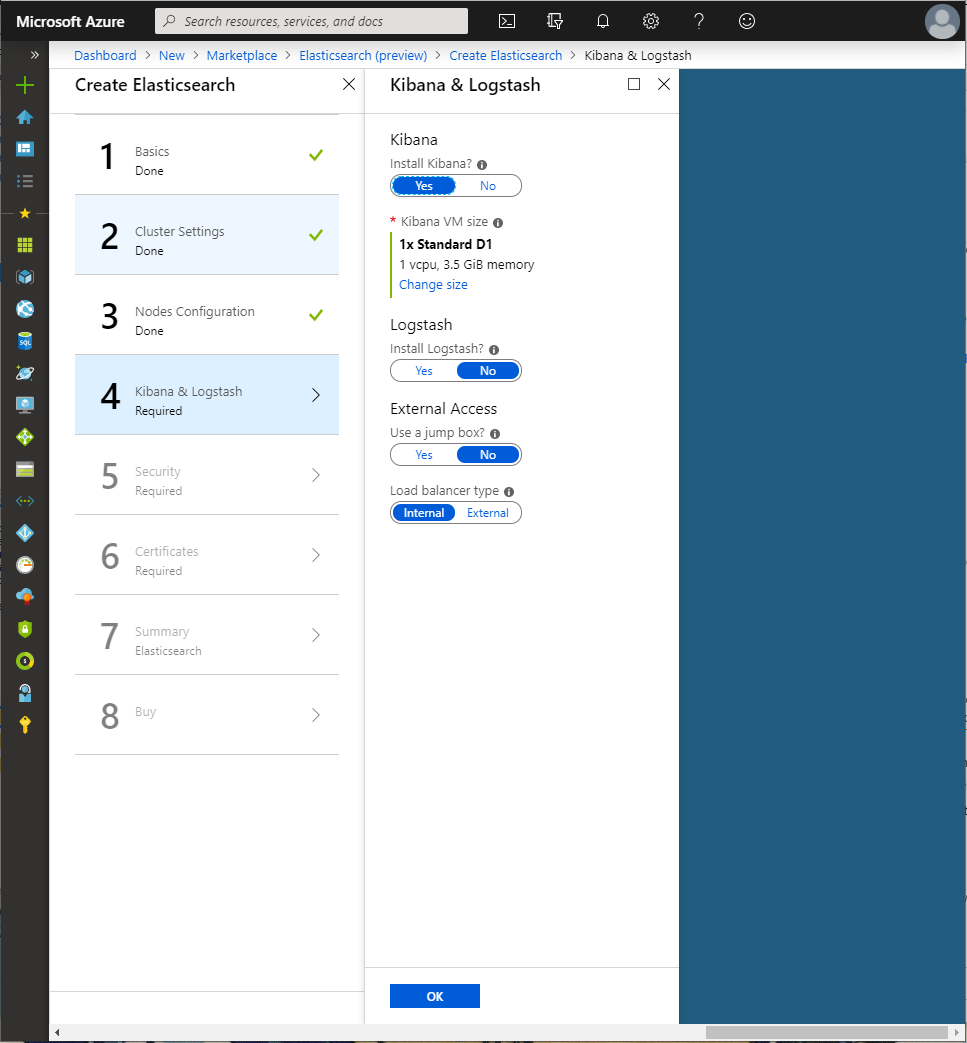 Microsoft Azure
Search resources, services, and docs
Dashboard > New > Marketplace > Elasticsearch (preview) > Create Elasticsearch > Kibana & Logstash
Create Elasticsearch
1
Basics
Done
2
Cluster Settings
Done
3
Nodes Configuration
Done
4
Kibana & Logstash
Required
5
Security
Required
6
Certificates
Required
7
Summary
Elasticsearch
8
Buy
Kibana & Logstash
Kibana
Install Kibana?
Yes No
* Kibana VM size
1x Standard D1
1 vcpu, 3.5 GiB memory
Change size
Logstash
Install Logstash?
Yes No
External Access
Use a jump box?
Yes No
Load balancer type
Internal External
OK